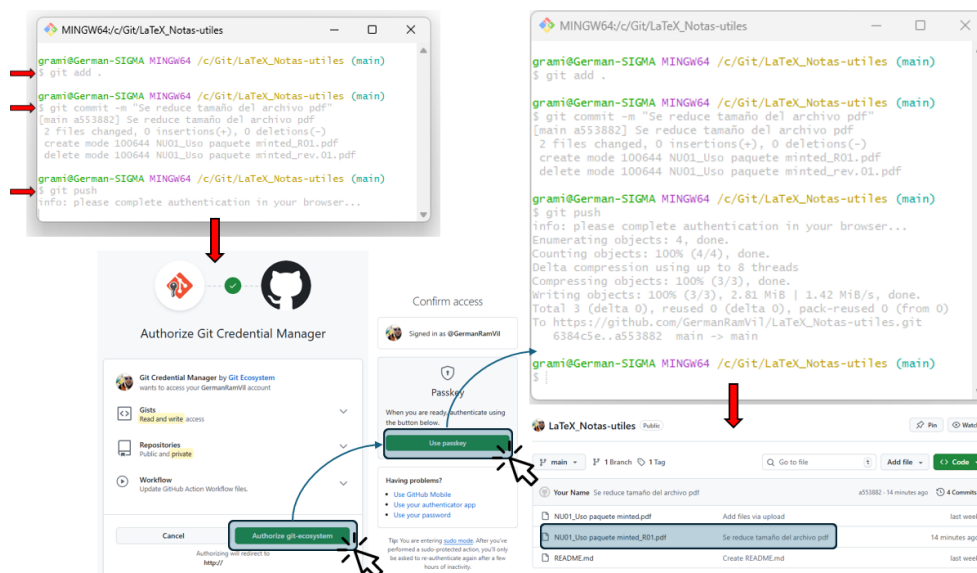 MINGW64:/c/Git/LaTeX_Notas-utiles
grami@German-SIGMA MINGW64 /c/Git/LaTeX_Notas-utiles (main)
$ git add .
grami@German-SIGMA MINGW64 /c/Git/LaTeX_Notas-utiles (main)
$ git commit -m "Se reduce tamaño del archivo pdf"
[main a553882] Se reduce tamaño del archivo pdf
2 files changed, 0 insertions(+), 0 deletions(-)
create mode 100644 NU01_Uso paquete minted_R01.pdf
delete mode 100644 NU01_Uso paquete minted_rev.01.pdf
grami@German-SIGMA MINGW64 /c/Git/LaTeX_Notas-utiles (main)
$ git push
info: please complete authentication in your browser...
Authorize Git Credential Manager
Git Credential Manager by Git Ecosystem
wants to access your GermanRamVil account
Gists
Read and write access
Repositories
Public and private
Workflow
Update GitHub Action Workflow files.
Cancel
Authorize git-ecosystem
Authorizing will redirect to
http://
Confirm access
Signed in as @GermanRamVil
Passkey
When you are ready, authenticate using
the button below.
Use passkey
Having problems?
Use GitHub Mobile
Use your authenticator app
Use your password
Tip: You are entering sudo mode. After you've
performed a sudo-protected action, you'll only
be asked to re-authenticate again after a few
hours of inactivity.
MINGW64:/c/Git/LaTeX_Notas-utiles
grami@German-SIGMA MINGW64 /c/Git/LaTeX_Notas-utiles (main)
$ git add .
grami@German-SIGMA MINGW64 /c/Git/LaTeX_Notas-utiles (main)
$ git commit -m "Se reduce tamaño del archivo pdf"
[main a553882] Se reduce tamaño del archivo pdf
2 files changed, 0 insertions(+), 0 deletions(-)
create mode 100644 NU01_Uso paquete minted_R01.pdf
delete mode 100644 NU01_Uso paquete minted_rev.01.pdf
grami@German-SIGMA MINGW64 /c/Git/LaTeX_Notas-utiles (main)
$ git push
info: please complete authentication in your browser...
Enumerating objects: 4, done.
Counting objects: 100% (4/4), done.
Delta compression using up to 8 threads
Compressing objects: 100% (3/3), done.
Writing objects: 100% (3/3), 2.81 MiB | 1.42 MiB/s, done.
Total 3 (delta 0), reused 0 (delta 0), pack-reused 0 (from 0)
To https://github.com/GermanRamVil/LaTeX_Notas-utiles.git
6384c5e..a553882 main -> main
grami@German-SIGMA MINGW64 /c/Git/LaTeX_Notas-utiles (main)
$
LaTeX_Notas-utiles Public Pin Watch
main 1 Branch 1 Tag Go to file t Add file Code
Your Name Se reduce tamaño del archivo pdf a553882 · 14 minutes ago 4 Commits
NU01_Uso paquete minted.pdf Add files via upload last week
NU01_Uso paquete minted_R01.pdf Se reduce tamaño del archivo pdf 14 minutes ago
README.md Create README.md last week